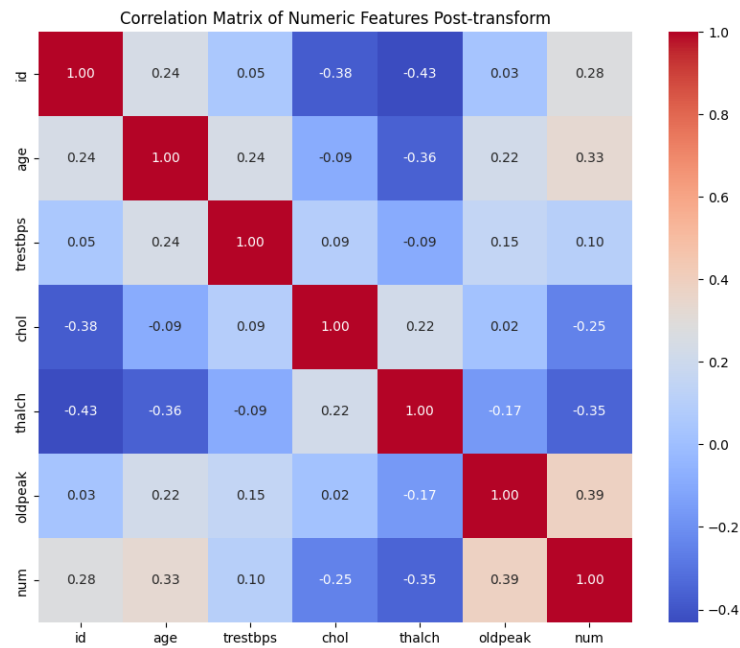 Correlation Matrix of Numeric Features Post-transform
id 1.00 0.24 0.05 -0.38 -0.43 0.03 0.28
age 0.24 1.00 0.24 -0.09 -0.36 0.22 0.33
trestbps 0.05 0.24 1.00 0.09 -0.09 0.15 0.10
chol -0.38 -0.09 0.09 1.00 0.22 0.02 -0.25
thalch -0.43 -0.36 -0.09 0.22 1.00 -0.17 -0.35
oldpeak 0.03 0.22 0.15 0.02 -0.17 1.00 0.39
num 0.28 0.33 0.10 -0.25 -0.35 0.39 1.00
id age trestbps chol thalch oldpeak num
1.0
0.8
0.6
0.4
0.2
0.0
−0.2
−0.4